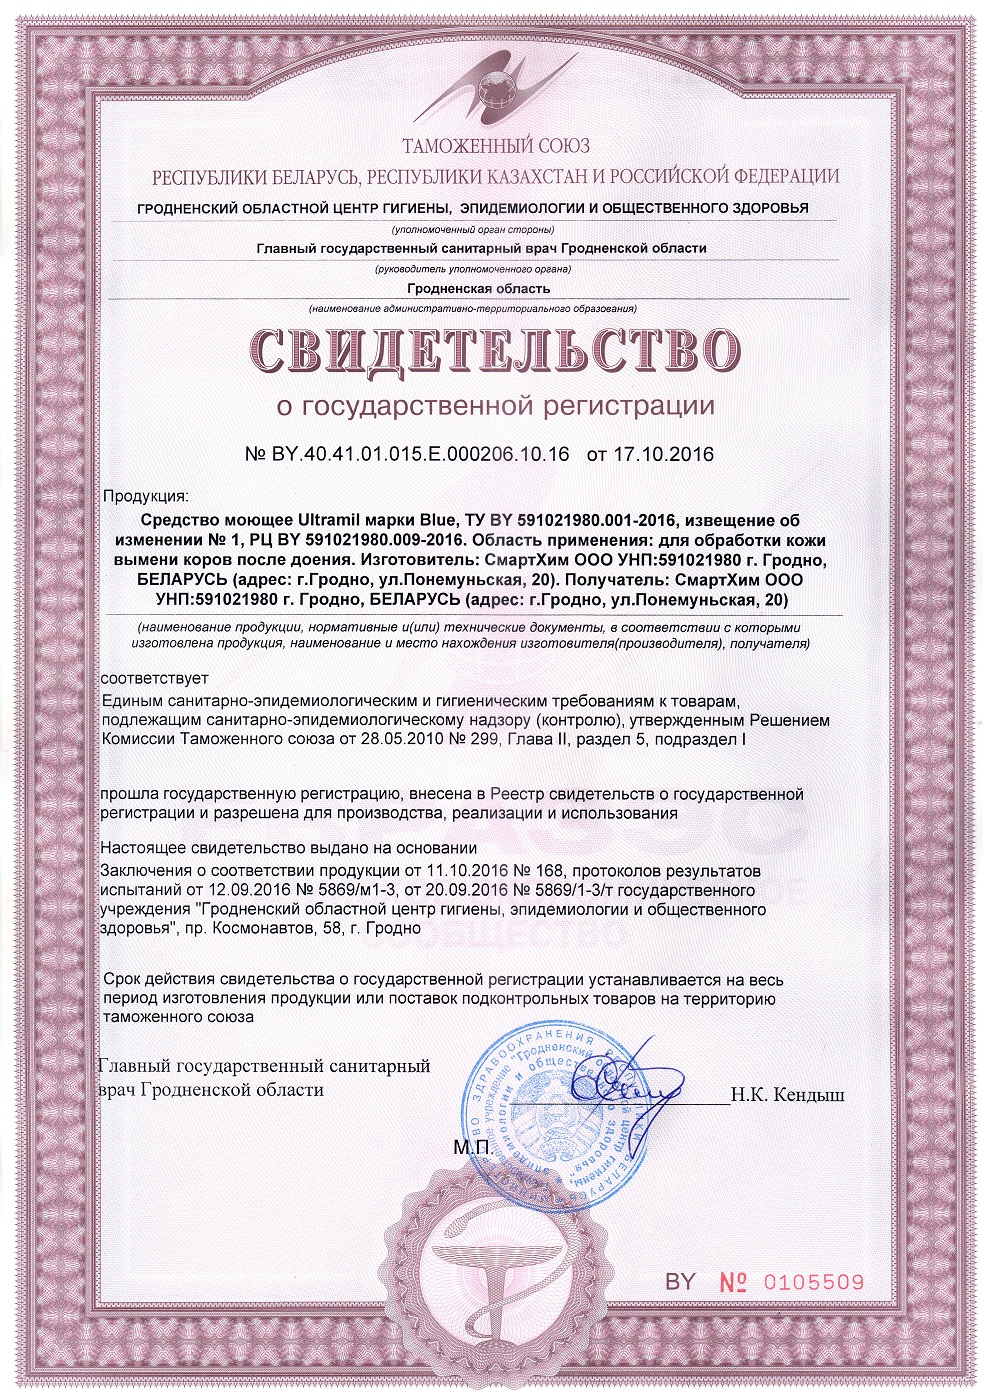 ТАМОЖЕННЫЙ СОЮЗ
РЕСПУБЛИКИ БЕЛАРУСЬ, РЕСПУБЛИКИ КАЗАХСТАН И РОССИЙСКОЙ ФЕДЕРАЦИИ
ГРОДНЕНСКИЙ ОБЛАСТНОЙ ЦЕНТР ГИГИЕНЫ, ЭПИДЕМИОЛОГИИ И ОБЩЕСТВЕННОГО ЗДОРОВЬЯ
(уполномоченный орган стороны)
Главный государственный санитарный врач Гродненской области
(руководитель уполномоченного органа)
Гродненская область
(наименование административно-территориального образования)
СВИДЕТЕЛЬСТВО
о государственной регистрации
№ BY.40.41.01.015.E.000206.10.16 от 17.10.2016
Продукция:
Средство моющее Ultramil марки Blue, ТУ BY 591021980.001-2016, извещение об
изменении № 1, РЦ BY 591021980.009-2016. Область применения: для обработки кожи
вымени коров после доения. Изготовитель: СмартХим ООО УНП:591021980 г. Гродно,
БЕЛАРУСЬ (адрес: г.Гродно, ул.Понемуньская, 20). Получатель: СмартХим ООО
УНП:591021980 г. Гродно, БЕЛАРУСЬ (адрес: г.Гродно, ул.Понемуньская, 20)
(наименование продукции, нормативные и(или) технические документы, в соответствии с которыми
изготовлена продукция, наименование и место нахождения изготовителя(производителя), получателя)
соответствует
Единым санитарно-эпидемиологическим и гигиеническим требованиям к товарам,
подлежащим санитарно-эпидемиологическому надзору (контролю), утвержденным Решением
Комиссии Таможенного союза от 28.05.2010 № 299, Глава II, раздел 5, подраздел I
прошла государственную регистрацию, внесена в Реестр свидетельств о государственной
регистрации и разрешена для производства, реализации и использования
Настоящее свидетельство выдано на основании
Заключения о соответствии продукции от 11.10.2016 № 168, протоколов результатов
испытаний от 12.09.2016 № 5869/м1-3, от 20.09.2016 № 5869/1-3/т государственного
учреждения "Гродненский областной центр гигиены, эпидемиологии и общественного
здоровья", пр. Космонавтов, 58, г. Гродно
Срок действия свидетельства о государственной регистрации устанавливается на весь
период изготовления продукции или поставок подконтрольных товаров на территорию
таможенного союза
Главный государственный санитарный
врач Гродненской области
Н.К. Кендыш
М.П.
BY № 0105509